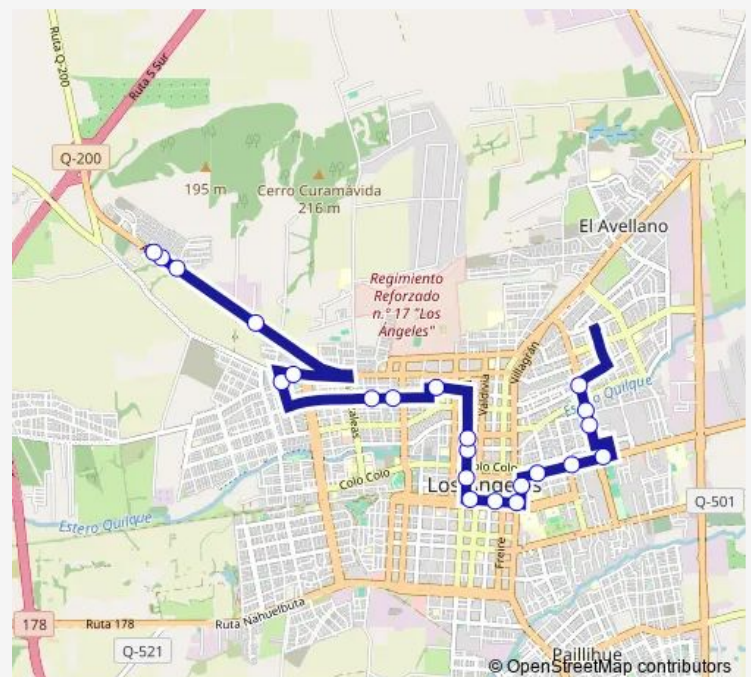 Ruta Q-200
Ruta 5 Sur
Q-200
195 m
Cerro Curamávida
216 m
El Avellano
Regimiento
Reforzado
n.° 17 "Los
Ángeles"
Villagrán
Valdivia
Estero Quilque
Colo Colo
Colo Colo
Los Ángeles
Q-501
Estero Quilque
Freire
178
Ruta 178
Ruta Nahuelbuta
Q-521
Paillihue
© OpenStreetMap contributors